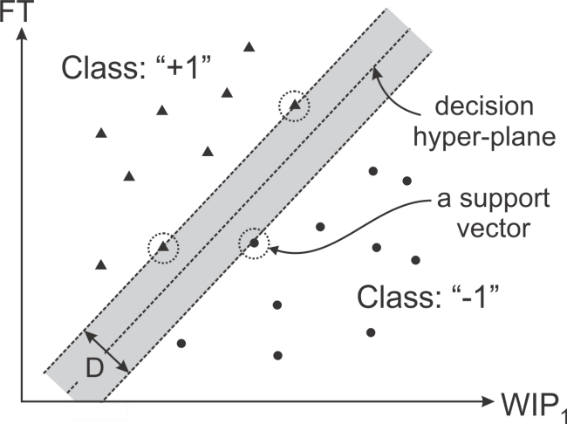 FT
Class: “+1”
decision
hyper-plane
a support
vector
Class: “-1”
D
WIP₁